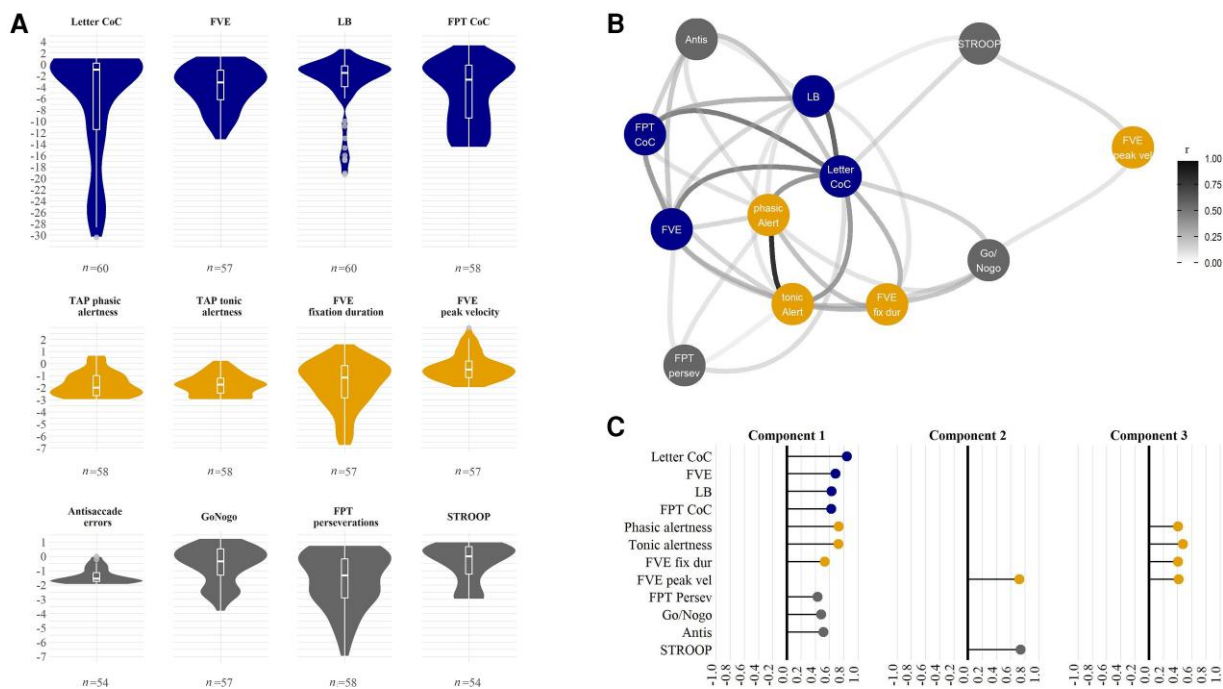 A
Letter CoC FVE LB FPT CoC
4
2
0
-2
-4
-6
-8
-10
-12
-14
-16
-18
-20
-22
-24
-26
-28
-30
n=60 n=57 n=60 n=58
TAP phasic alertness
TAP tonic alertness
FVE fixation duration
FVE peak velocity
2
1
0
-1
-2
-3
-4
-5
-6
-7
n=58 n=58 n=57 n=57
Antisaccade errors
GoNogo
FPT perseverations
STROOP
1
0
-1
-2
-3
-4
-5
-6
-7
n=54 n=57 n=58 n=54
B
Antis
STROOP
LB
FPT
CoC
FVE
peak vel
Letter
CoC
phasic
Alert
FVE
Go/
Nogo
tonic
Alert
FVE
fix dur
FPT
persev
r
1.00
0.75
0.50
0.25
0.00
C
Component 1 Component 2 Component 3
Letter CoC
FVE
LB
FPT CoC
Phasic alertness
Tonic alertness
FVE fix dur
FVE peak vel
FPT Persev
Go/Nogo
Antis
STROOP
-1.0 -0.8 -0.6 -0.4 -0.2 0.0 0.2 0.4 0.6 0.8 1.0
-1.0 -0.8 -0.6 -0.4 -0.2 0.0 0.2 0.4 0.6 0.8 1.0
-1.0 -0.8 -0.6 -0.4 -0.2 0.0 0.2 0.4 0.6 0.8 1.0